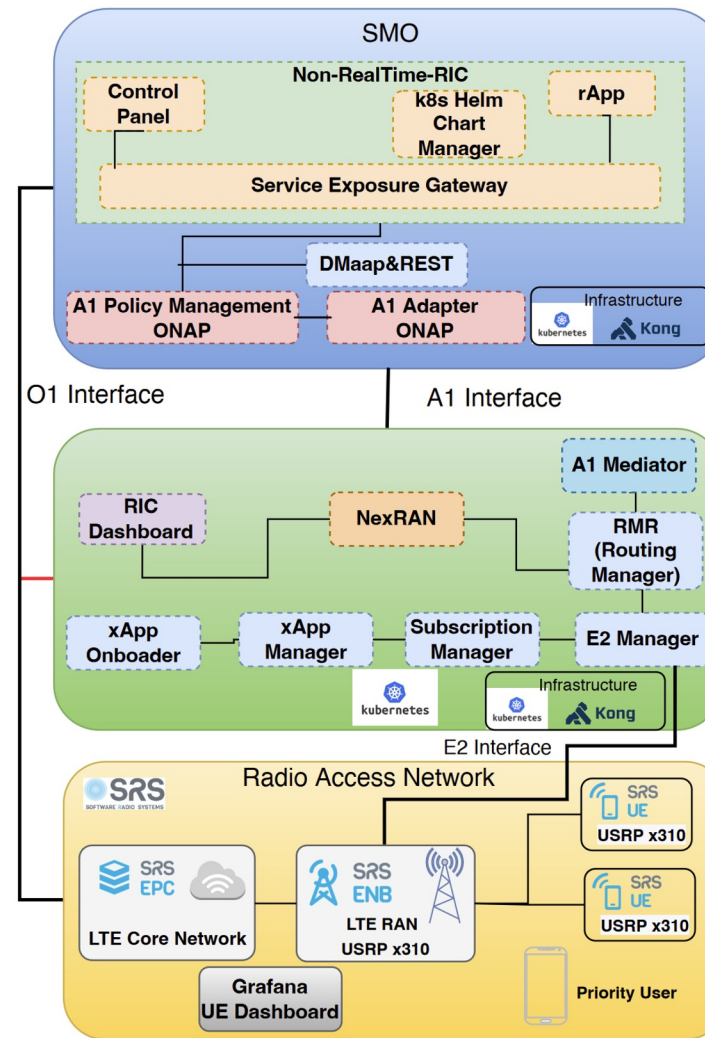 SMO
Non-RealTime-RIC
Control
Panel
k8s Helm
Chart
Manager
rApp
Service Exposure Gateway
DMaap&REST
A1 Policy Management
ONAP
A1 Adapter
ONAP
Infrastructure
kubernetes
Kong
O1 Interface
A1 Interface
A1 Mediator
RIC
Dashboard
NexRAN
RMR
(Routing
Manager)
xApp
Onboader
xApp
Manager
Subscription
Manager
E2 Manager
kubernetes
Infrastructure
kubernetes
Kong
E2 Interface
Radio Access Network
SRS
SOFTWARE RADIO SYSTEMS
SRS
EPC
LTE Core Network
SRS
ENB
LTE RAN
USRP x310
SRS
UE
USRP x310
SRS
UE
USRP x310
Grafana
UE Dashboard
Priority User